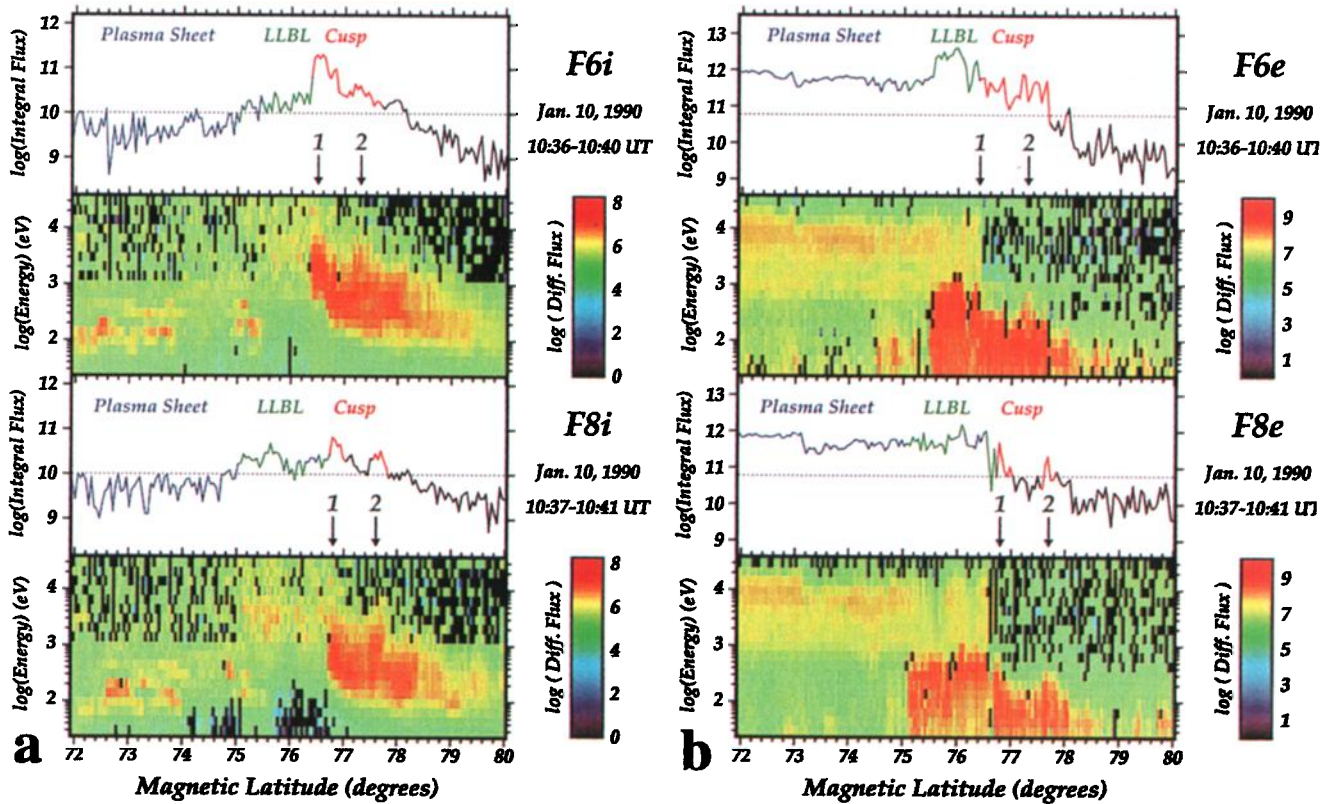 12
11
10
9
log(Integral Flux)
Plasma Sheet LLBL Cusp
1 2
F6i
Jan. 10, 1990
10:36-10:40 UT
4
3
2
log(Energy) (eV)
8
6
4
2
0
log ( Diff. Flux )
12
11
10
9
log(Integral Flux)
Plasma Sheet LLBL Cusp
1 2
F8i
Jan. 10, 1990
10:37-10:41 UT
4
3
2
log(Energy) (eV)
8
6
4
2
0
log ( Diff. Flux )
a
72 73 74 75 76 77 78 79 80
Magnetic Latitude (degrees)
13
12
11
10
9
log(Integral Flux)
Plasma Sheet LLBL Cusp
1 2
F6e
Jan. 10, 1990
10:36-10:40 UT
4
3
2
log(Energy) (eV)
9
7
5
3
1
log ( Diff. Flux )
13
12
11
10
9
log(Integral Flux)
Plasma Sheet LLBL Cusp
1 2
F8e
Jan. 10, 1990
10:37-10:41 UT
4
3
2
log(Energy) (eV)
9
7
5
3
1
log ( Diff. Flux )
b
72 73 74 75 76 77 78 79 80
Magnetic Latitude (degrees)